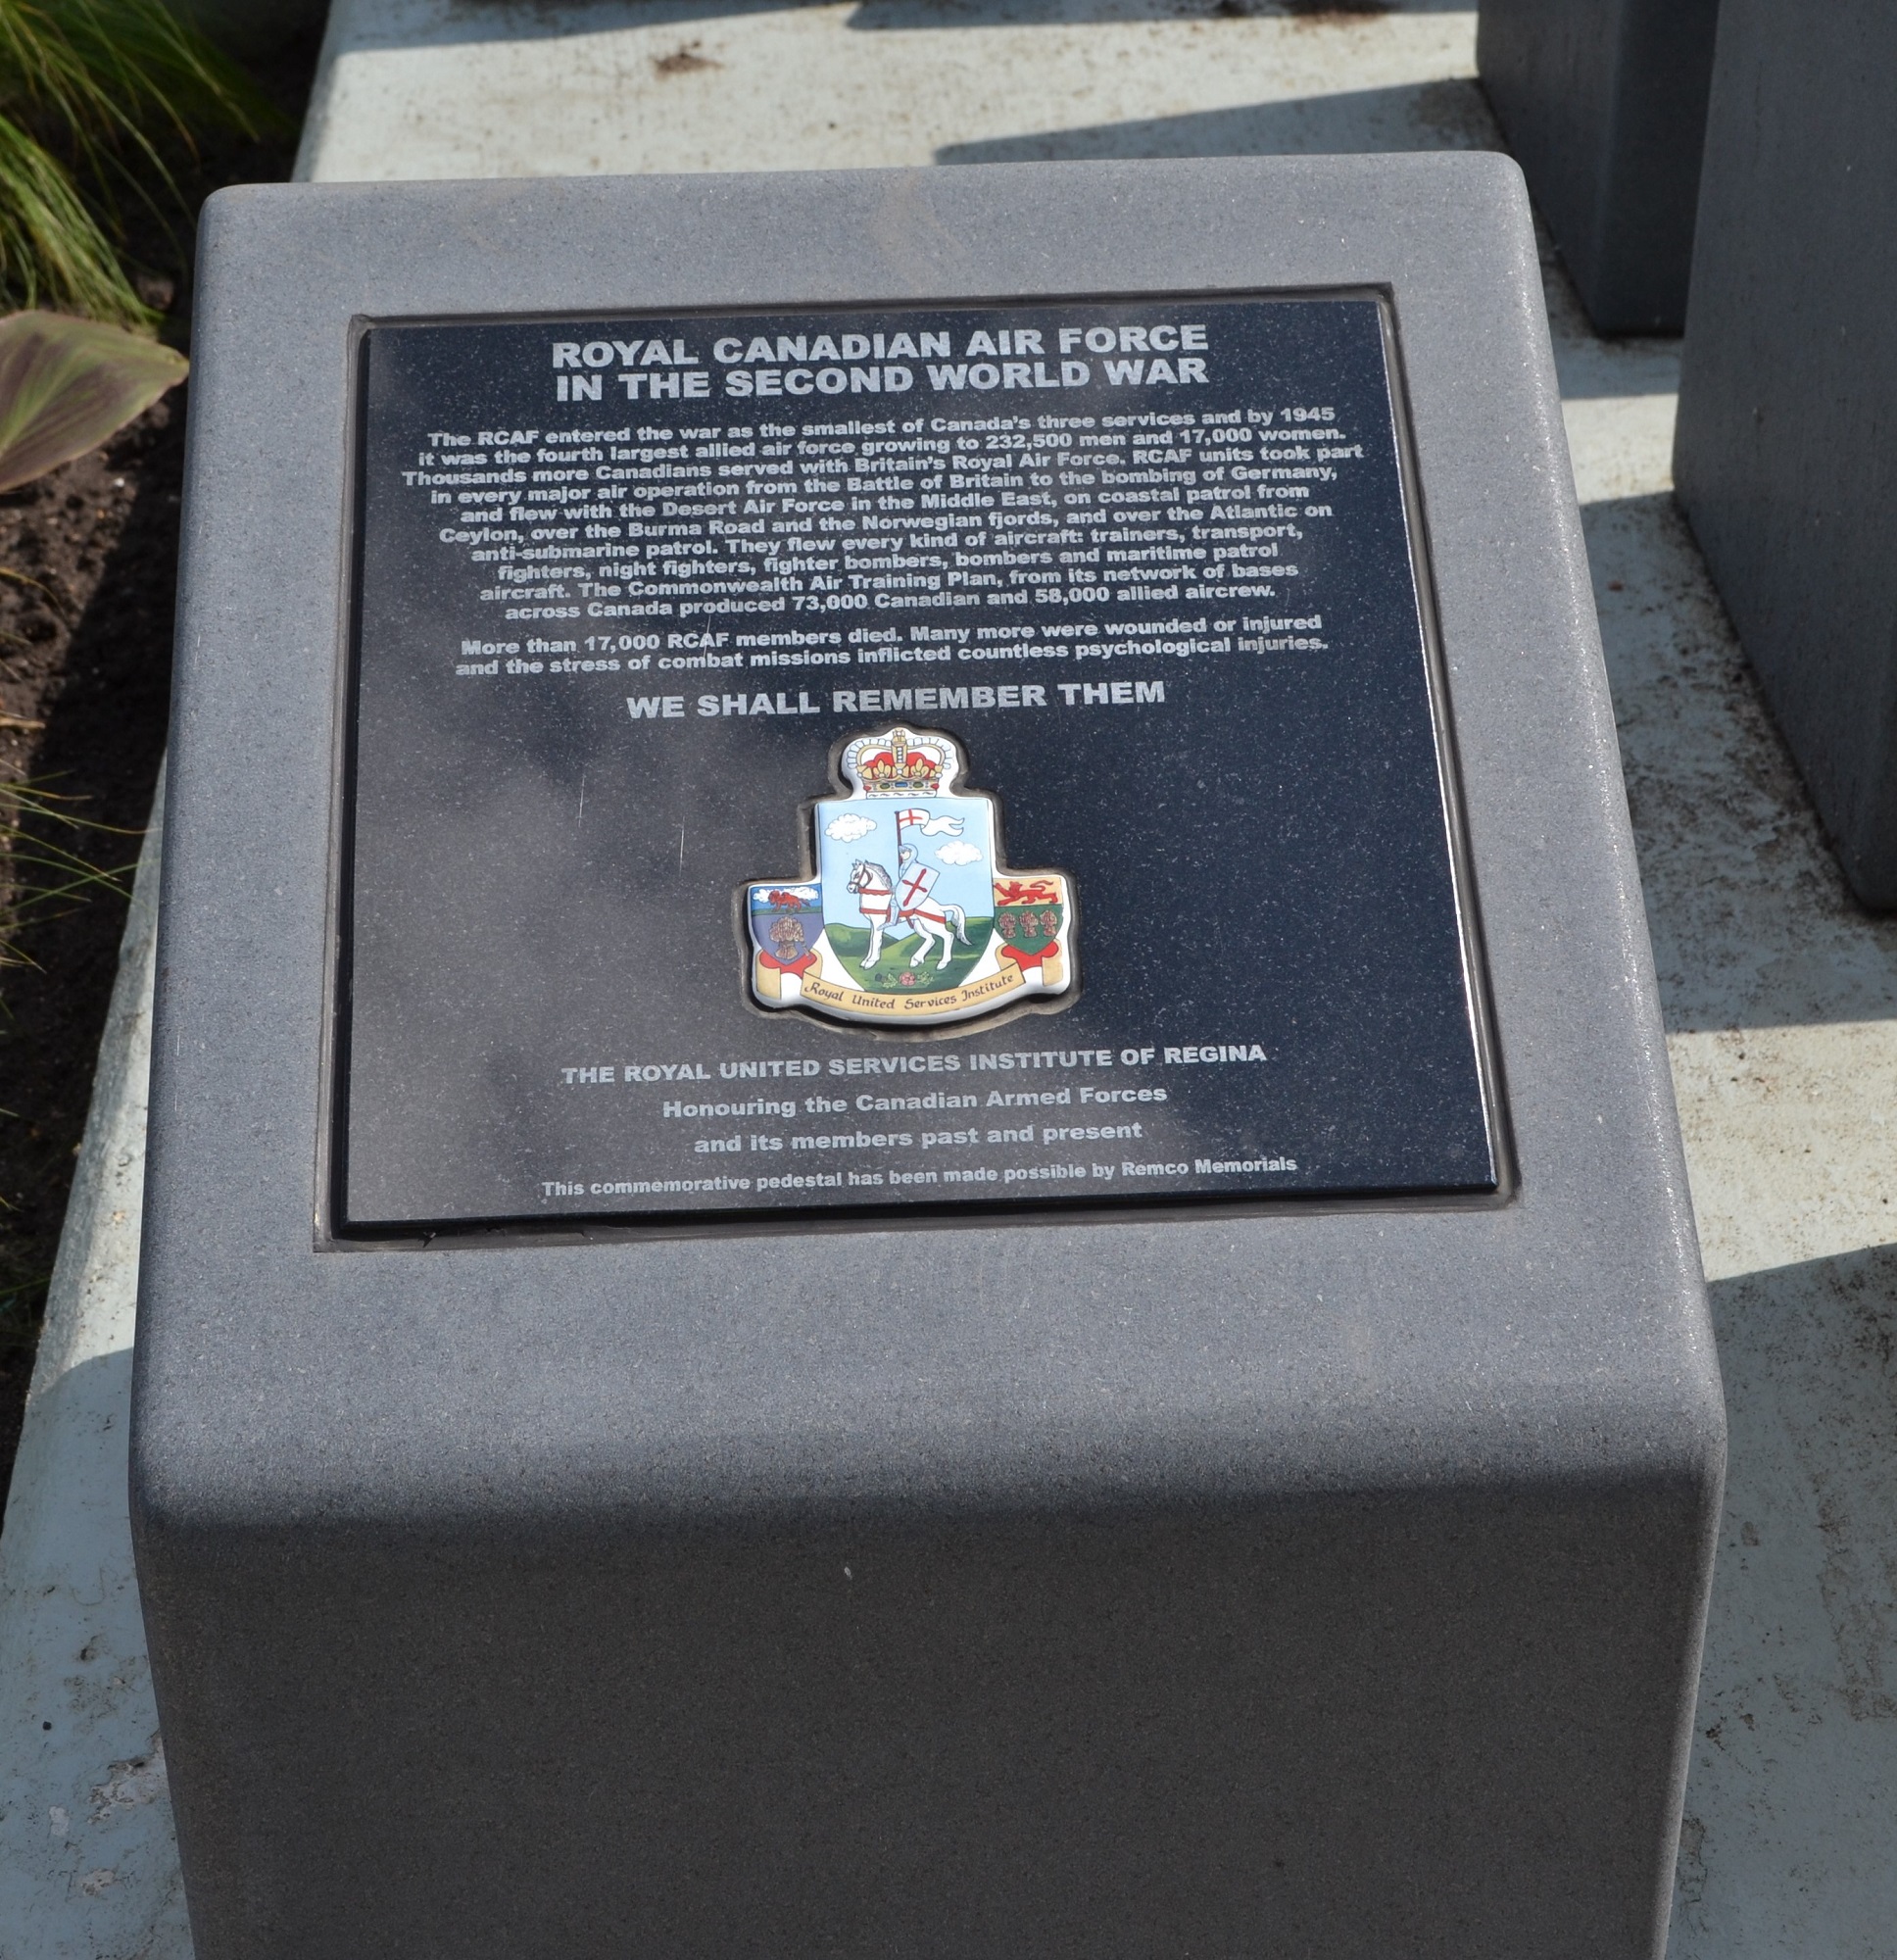 ROYAL CANADIAN AIR FORCE
IN THE SECOND WORLD WAR
The RCAF entered the war as the smallest of Canada's three services and by 1945
it was the fourth largest allied air force growing to 232,500 men and 17,000 women.
Thousands more Canadians served with Britain's Royal Air Force. RCAF units took part
in every major air operation from the Battle of Britain to the bombing of Germany,
and flew with the Desert Air Force in the Middle East, on coastal patrol from
Ceylon, over the Burma Road and the Norwegian fjords, and over the Atlantic on
anti-submarine patrol. They flew every kind of aircraft: trainers, transport,
fighters, night fighters, fighter bombers, bombers and maritime patrol
aircraft. The Commonwealth Air Training Plan, from its network of bases
across Canada produced 73,000 Canadian and 58,000 allied aircrew.
More than 17,000 RCAF members died. Many more were wounded or injured
and the stress of combat missions inflicted countless psychological injuries.
WE SHALL REMEMBER THEM
Royal United Services Institute
THE ROYAL UNITED SERVICES INSTITUTE OF REGINA
Honouring the Canadian Armed Forces
and its members past and present
This commemorative pedestal has been made possible by Remco Memorials